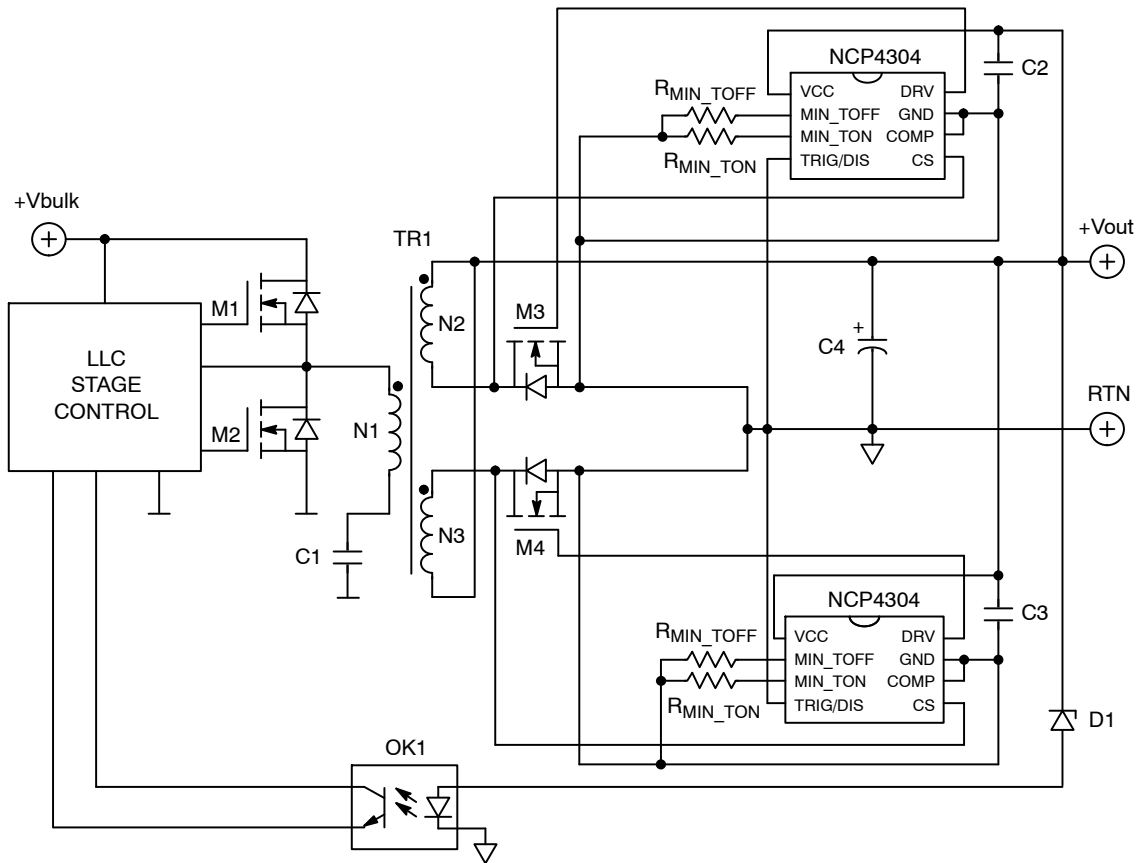 NCP4304
C2
RMIN_TOFF
RMIN_TON
VCC
MIN_TOFF
MIN_TON
TRIG/DIS
DRV
GND
COMP
CS
+Vbulk
+Vout
TR1
M1
M3
N2
C4
+
LLC
STAGE
CONTROL
RTN
M2
N1
N3
M4
C1
NCP4304
C3
RMIN_TOFF
RMIN_TON
VCC
MIN_TOFF
MIN_TON
TRIG/DIS
DRV
GND
COMP
CS
D1
OK1